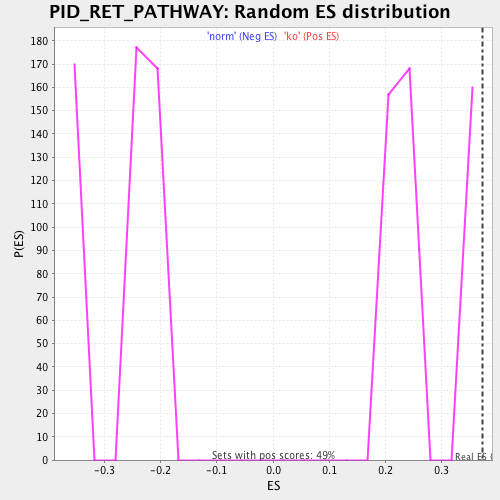 PID_RET_PATHWAY: Random ES distribution
'norm' (Neg ES) 'ko' (Pos ES)
180
170
160
150
140
130
120
110
100
90
80
70
60
50
40
30
20
10
0
P(ES)
Sets with pos scores: 49%
Real ES (
-0.3 -0.2 -0.1 0.0 0.1 0.2 0.3
ES